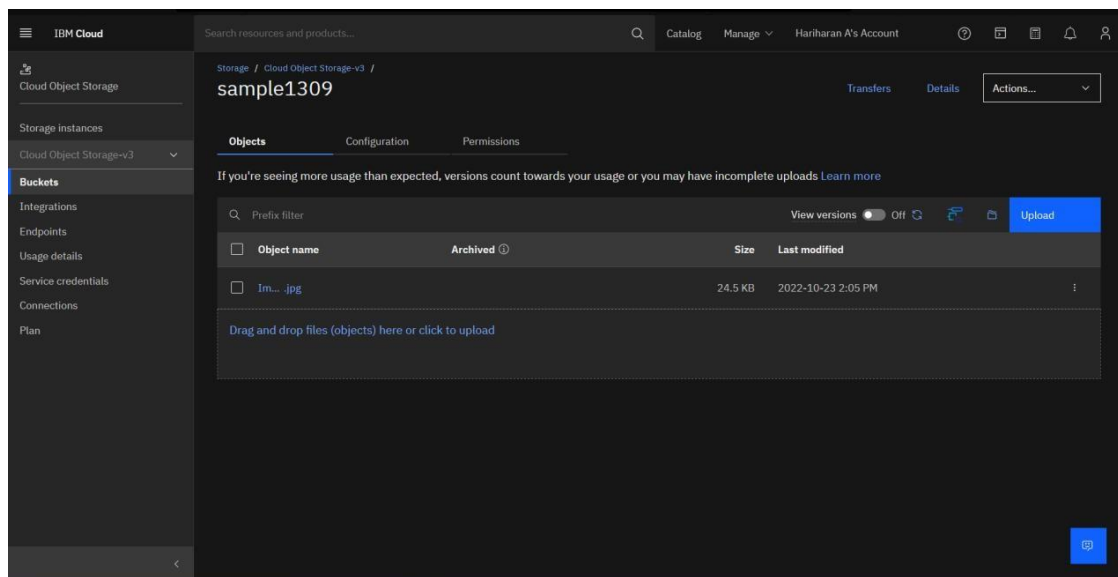 IBM Cloud
Search resources and products...
Catalog
Manage
Hariharan A's Account
Cloud Object Storage
Storage instances
Cloud Object Storage-v3
Buckets
Integrations
Endpoints
Usage details
Service credentials
Connections
Plan
Storage / Cloud Object Storage-v3 /
sample1309
Transfers
Details
Actions...
Objects
Configuration
Permissions
If you're seeing more usage than expected, versions count towards your usage or you may have incomplete uploads Learn more
Prefix filter
View versions Off
Upload
Object name Archived Size Last modified
Im... .jpg 24.5 KB 2022-10-23 2:05 PM
Drag and drop files (objects) here or click to upload